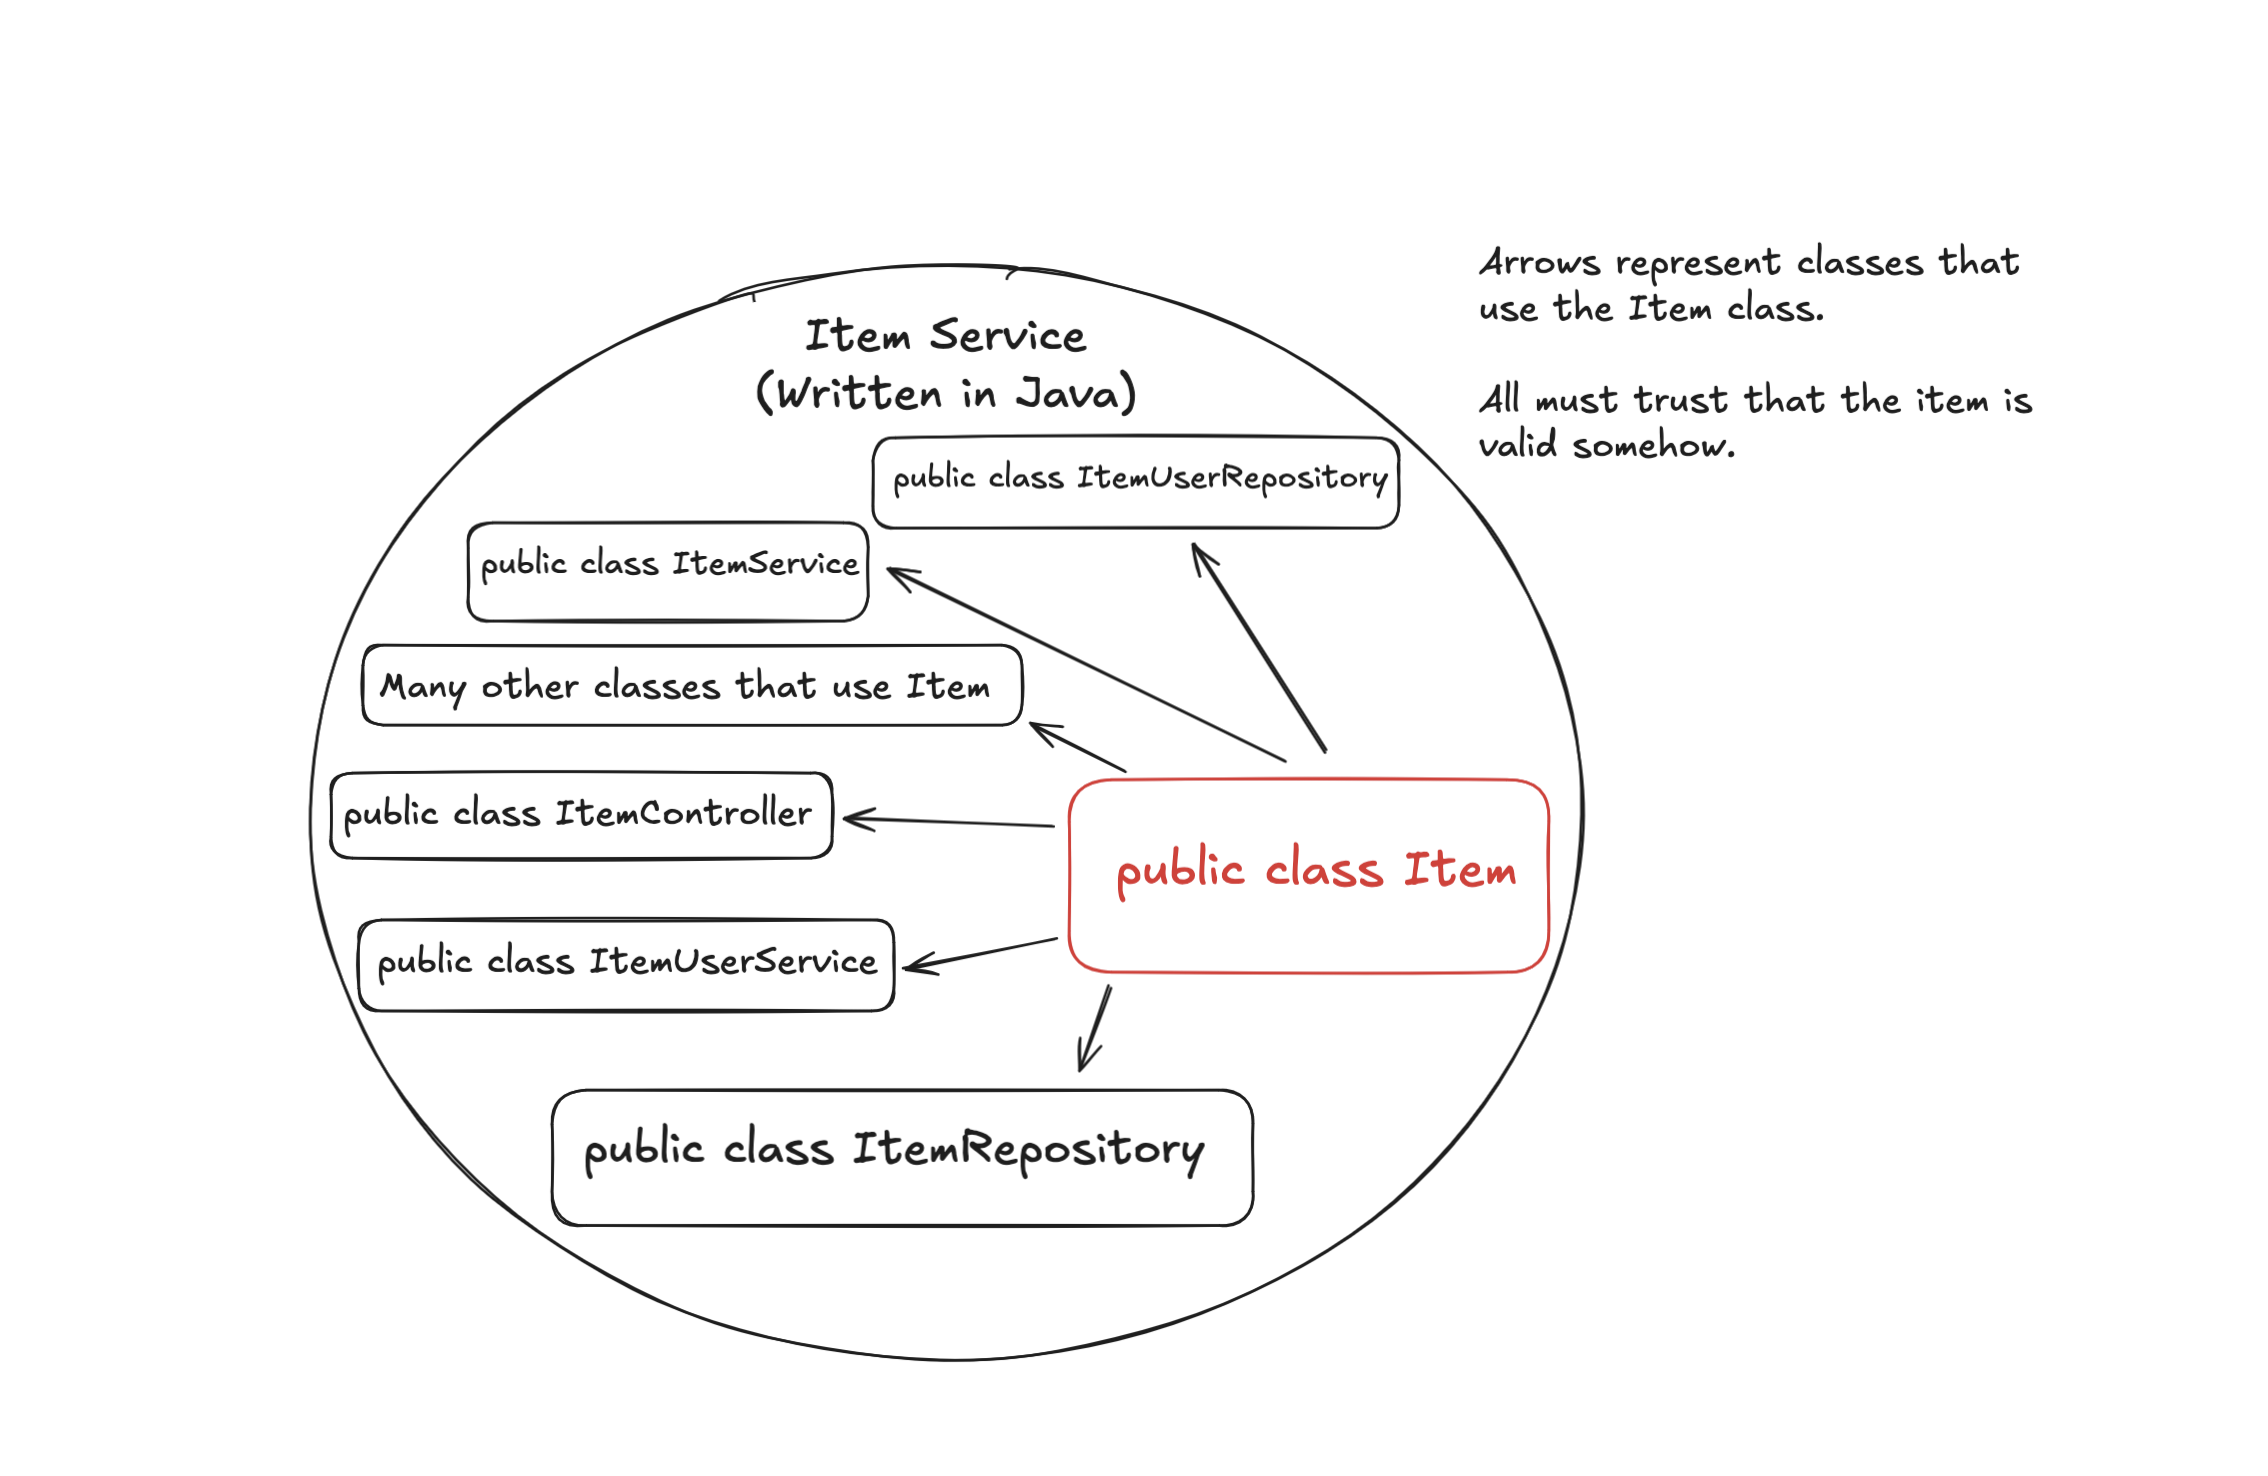 Item Service
(Written in Java)
Arrows represent classes that
use the Item class.
All must trust that the item is
valid somehow.
public class ItemUserRepository
public class ItemService
Many other classes that use Item
public class ItemController
public class Item
public class ItemUserService
public class ItemRepository